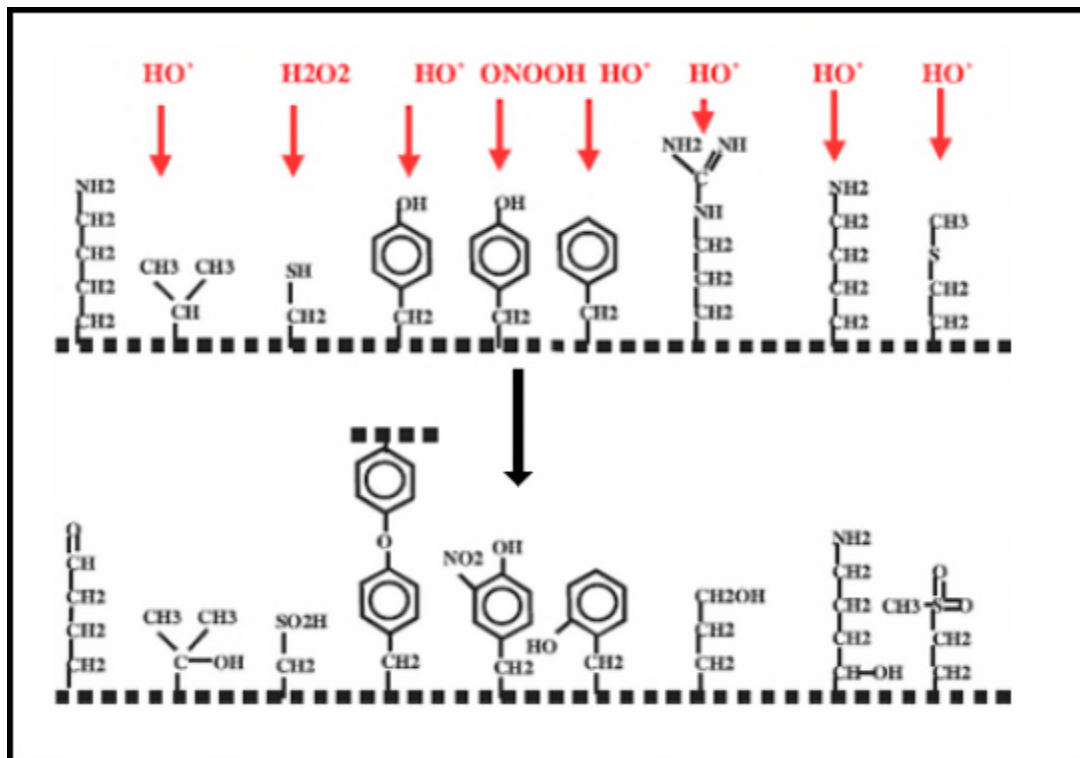 HO• H2O2 HO• ONOOH HO• HO• HO• HO•
NH2 NH
NH2 C NH2
OH OH NH
CH2 CH2 CH3
CH3 CH3 SH CH2 CH2 S
CH2 CH2 CH2 CH2
CH2 CH CH2 CH2 CH2 CH2 CH2 CH2 CH2
O NH2
CH NO2 OH CH2 O
CH2 O CH2OH CH2 CH3 S O
CH3 CH3 SO2H CH2 CH2 CH2
CH2 HO
CH2 C OH CH2 CH2 CH2 CH2 CH2 CH OH CH2